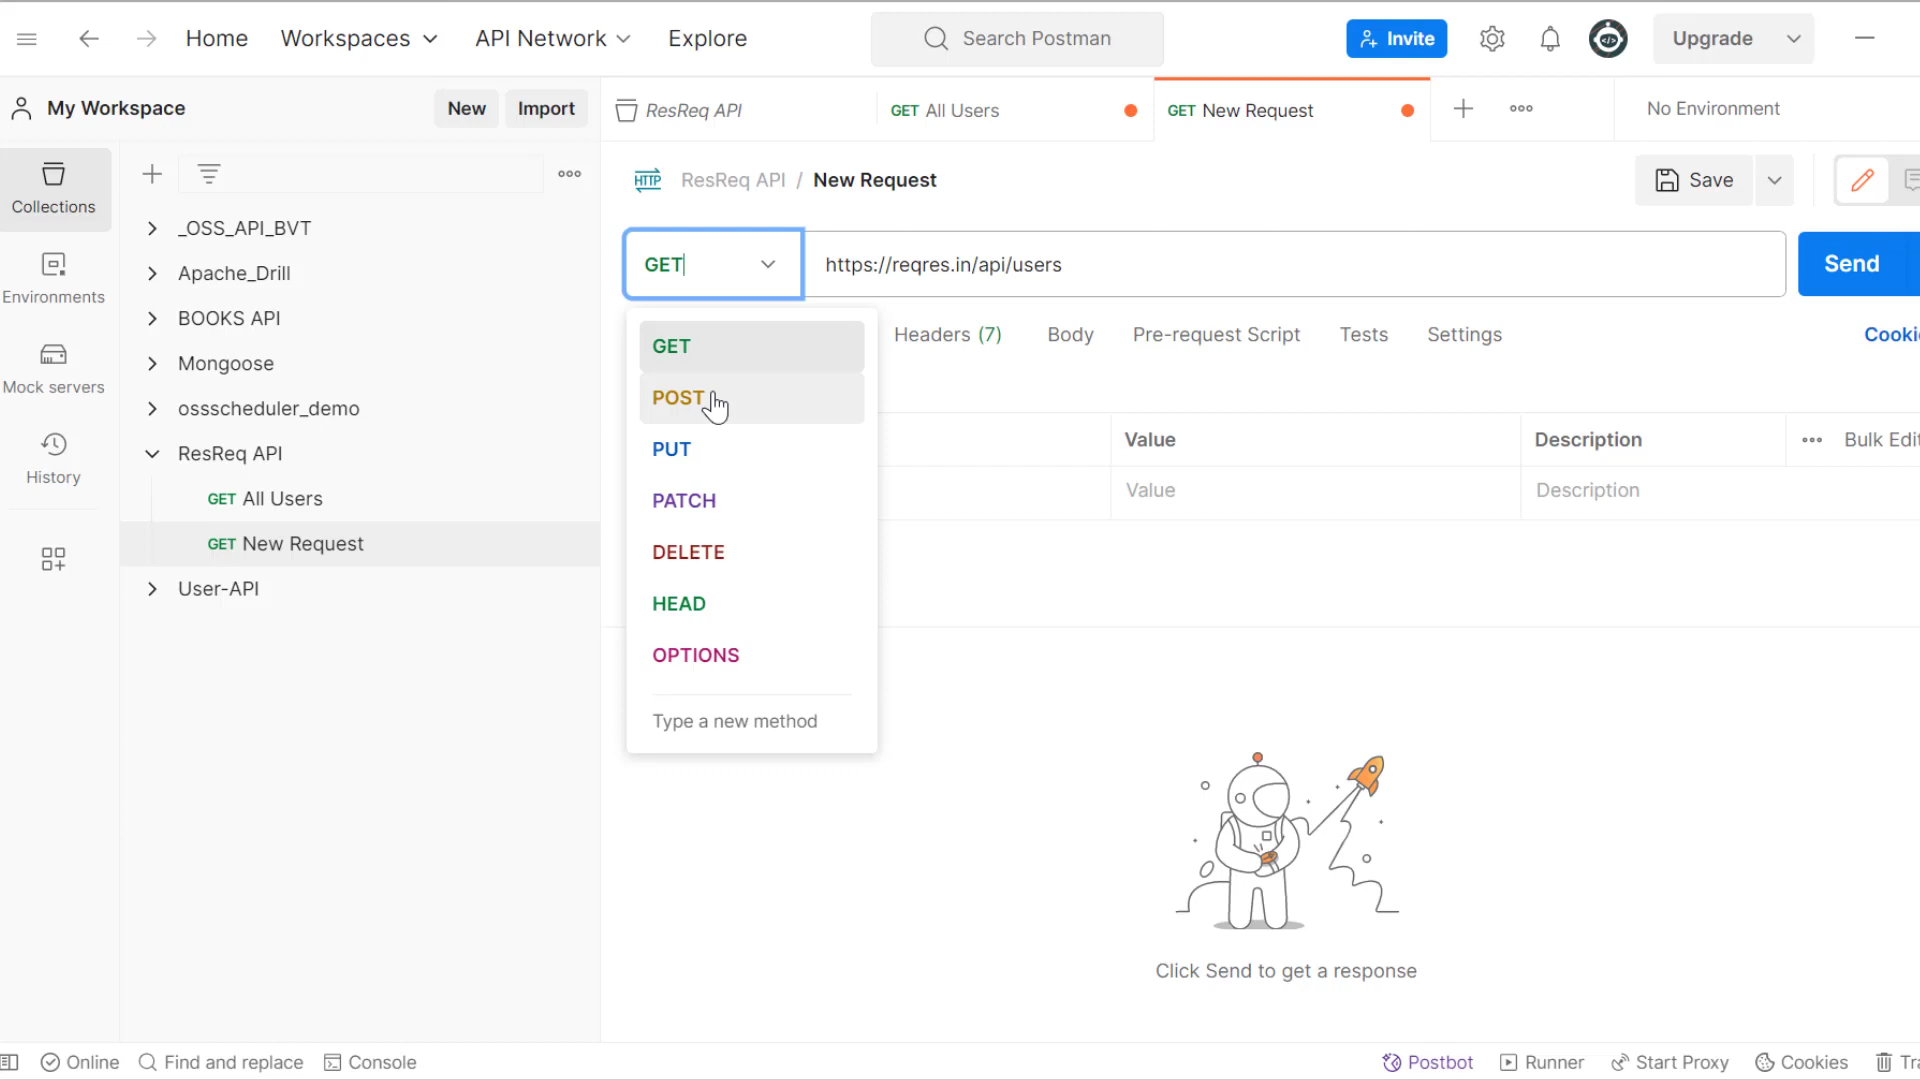 Home Workspaces API Network Explore Search Postman Invite Upgrade
My Workspace New Import ResReq API GET All Users GET New Request No Environment
Collections
Environments
Mock servers
History
_OSS_API_BVT
Apache_Drill
BOOKS API
Mongoose
ossscheduler_demo
ResReq API
GET All Users
GET New Request
User-API
HTTP ResReq API / New Request Save
GET https://reqres.in/api/users Send
Headers (7) Body Pre-request Script Tests Settings Cooki
GET
POST
PUT
PATCH
DELETE
HEAD
OPTIONS
Type a new method
Value Description Bulk Edit
Value Description
Click Send to get a response
Online Find and replace Console Postbot Runner Start Proxy Cookies Tra